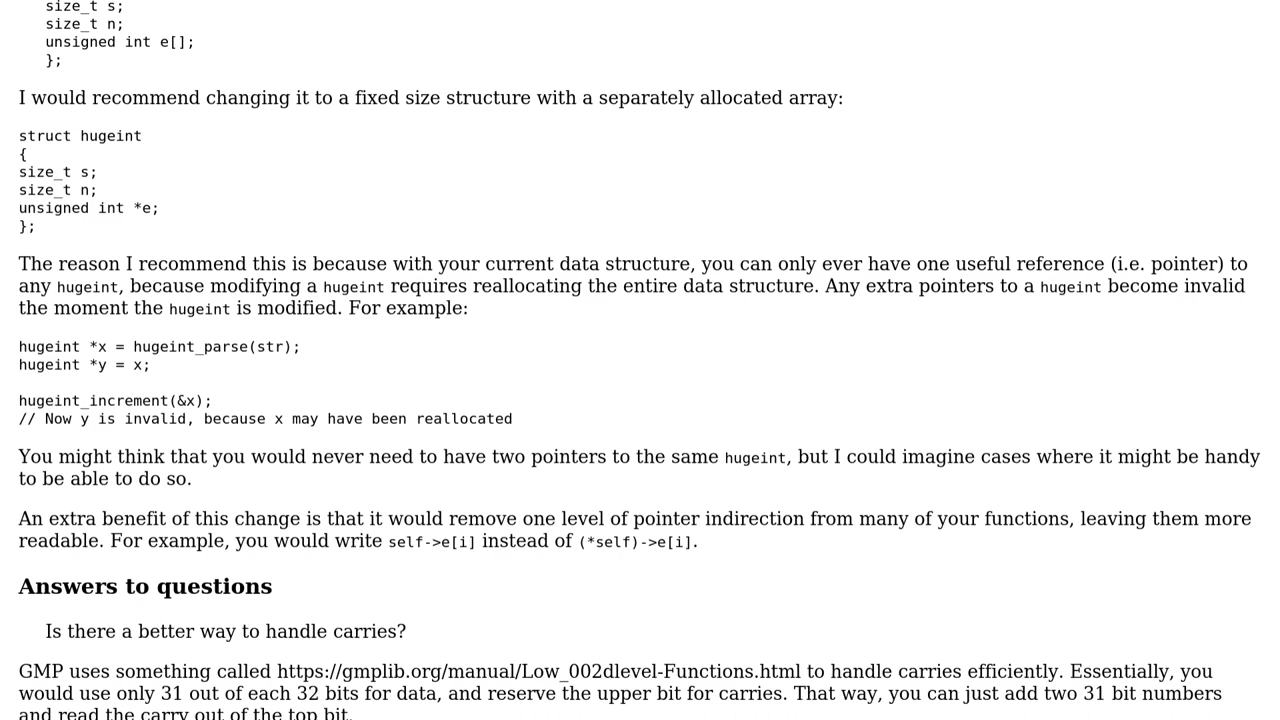 size_t s;
size_t n;
unsigned int e[];
};
I would recommend changing it to a fixed size structure with a separately allocated array:
struct hugeint
{
size_t s;
size_t n;
unsigned int *e;
};
The reason I recommend this is because with your current data structure, you can only ever have one useful reference (i.e. pointer) to
any hugeint, because modifying a hugeint requires reallocating the entire data structure. Any extra pointers to a hugeint become invalid
the moment the hugeint is modified. For example:
hugeint *x = hugeint_parse(str);
hugeint *y = x;
hugeint_increment(&x);
// Now y is invalid, because x may have been reallocated
You might think that you would never need to have two pointers to the same hugeint, but I could imagine cases where it might be handy
to be able to do so.
An extra benefit of this change is that it would remove one level of pointer indirection from many of your functions, leaving them more
readable. For example, you would write self->e[i] instead of (*self)->e[i].
Answers to questions
Is there a better way to handle carries?
GMP uses something called https://gmplib.org/manual/Low_002dlevel-Functions.html to handle carries efficiently. Essentially, you
would use only 31 out of each 32 bits for data, and reserve the upper bit for carries. That way, you can just add two 31 bit numbers
and read the carry out of the top bit.